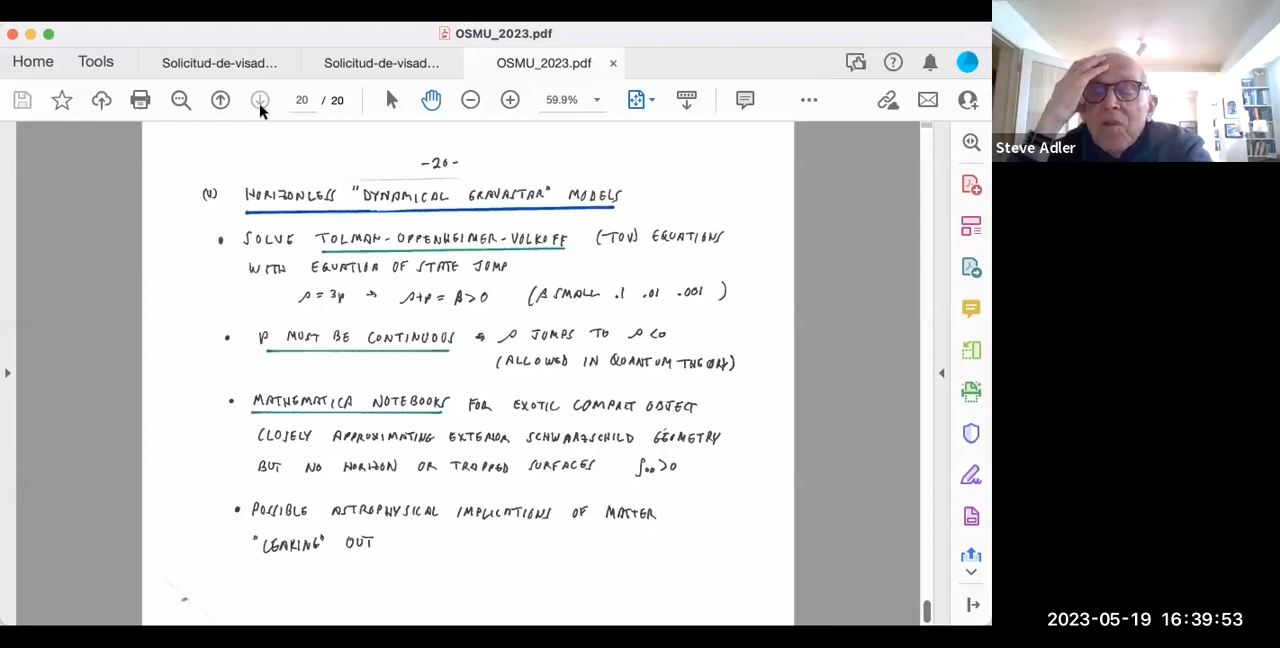 OSMU_2023.pdf
Home Tools Solicitud-de-visad... Solicitud-de-visad... OSMU_2023.pdf ×
20 / 20 59.9%
Steve Adler
-20-
(V) HORIZONLESS "DYNAMICAL GRAVASTAR" MODELS
• SOLVE TOLMAN-OPPENHEIMER-VOLKOFF (TOV) EQUATIONS
WITH EQUATION OF STATE JUMP
ρ = 3p → ρ+p = β > 0 (β SMALL .1 .01 .001 )
• p MUST BE CONTINUOUS ρ JUMPS TO ρ < 0
(ALLOWED IN QUANTUM THEORY)
• MATHEMATICA NOTEBOOKS FOR EXOTIC COMPACT OBJECT
CLOSELY APPROXIMATING EXTERIOR SCHWARZSCHILD GEOMETRY
BUT NO HORIZON OR TRAPPED SURFACES g₀₀ > 0
• POSSIBLE ASTROPHYSICAL IMPLICATIONS OF MATTER
"LEAKING" OUT
2023-05-19 16:39:53